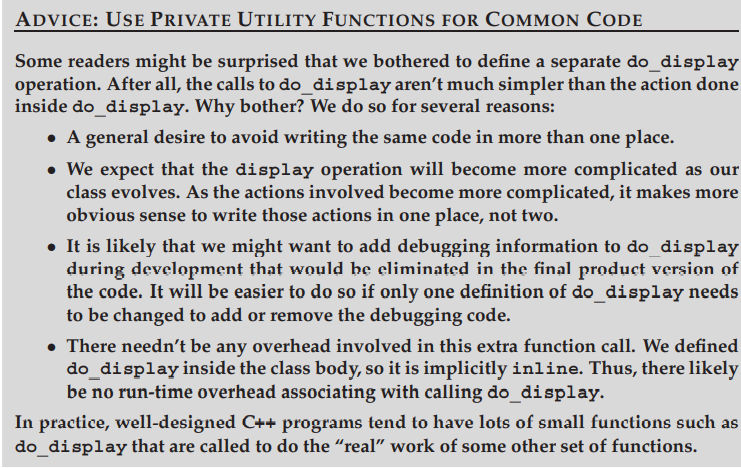 ADVICE: USE PRIVATE UTILITY FUNCTIONS FOR COMMON CODE
Some readers might be surprised that we bothered to define a separate do_display
operation. After all, the calls to do_display aren't much simpler than the action done
inside do_display. Why bother? We do so for several reasons:
• A general desire to avoid writing the same code in more than one place.
• We expect that the display operation will become more complicated as our
class evolves. As the actions involved become more complicated, it makes more
obvious sense to write those actions in one place, not two.
• It is likely that we might want to add debugging information to do_display
during development that would be eliminated in the final product version of
the code. It will be easier to do so if only one definition of do_display needs
to be changed to add or remove the debugging code.
• There needn't be any overhead involved in this extra function call. We defined
do_display inside the class body, so it is implicitly inline. Thus, there likely
be no run-time overhead associating with calling do_display.
In practice, well-designed C++ programs tend to have lots of small functions such as
do_display that are called to do the "real" work of some other set of functions.